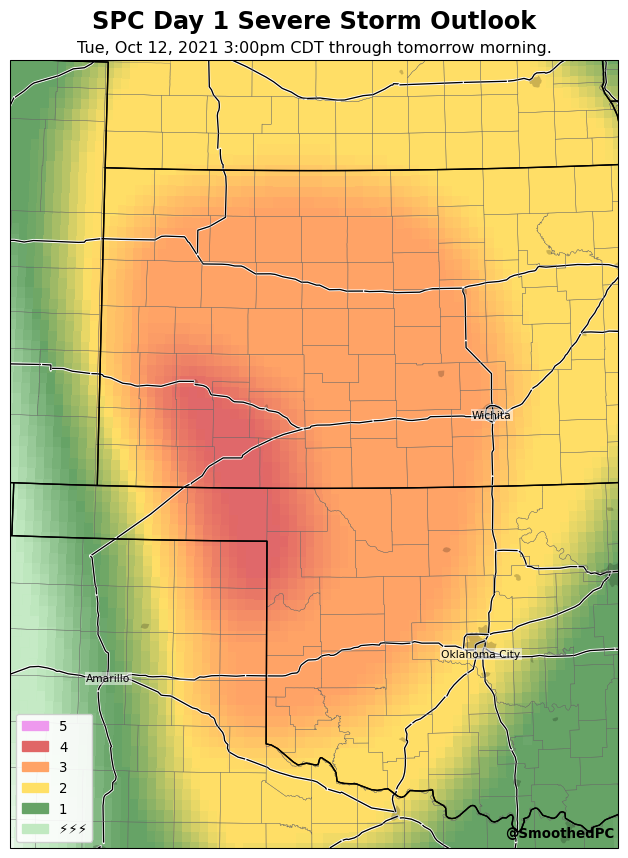 SPC Day 1 Severe Storm Outlook
Tue, Oct 12, 2021 3:00pm CDT through tomorrow morning.
Wichita
Oklahoma City
Amarillo
5
4
3
2
1
⚡⚡⚡
@SmoothedPC